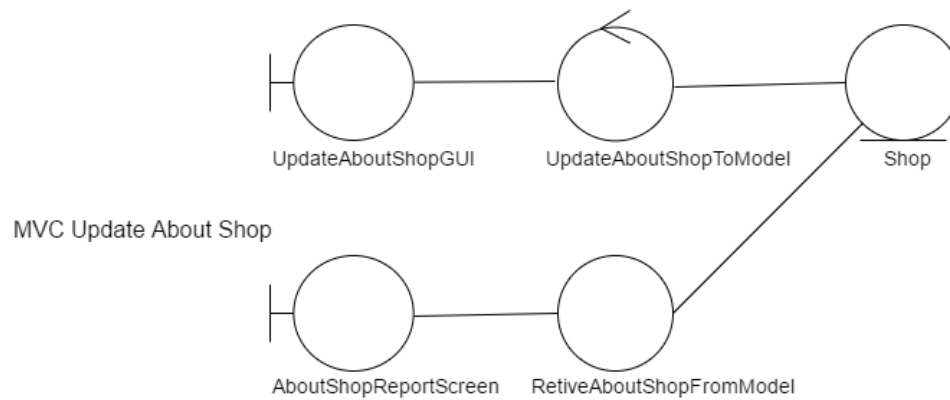 UpdateAboutShopGUI
UpdateAboutShopToModel
Shop
MVC Update About Shop
AboutShopReportScreen
RetiveAboutShopFromModel